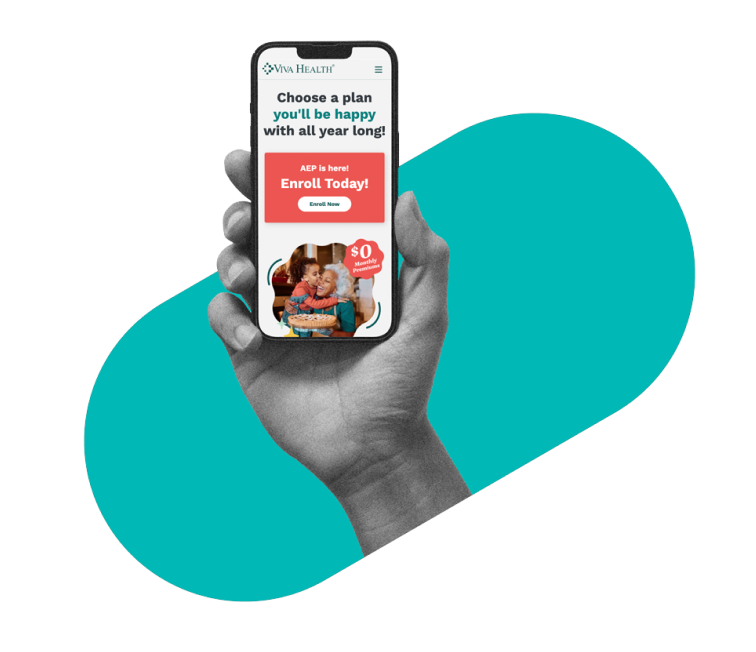 VIVA HEALTH®
Choose a plan
you'll be happy
with all year long!
AEP is here!
Enroll Today!
Enroll Now
$0
Monthly
Premiums